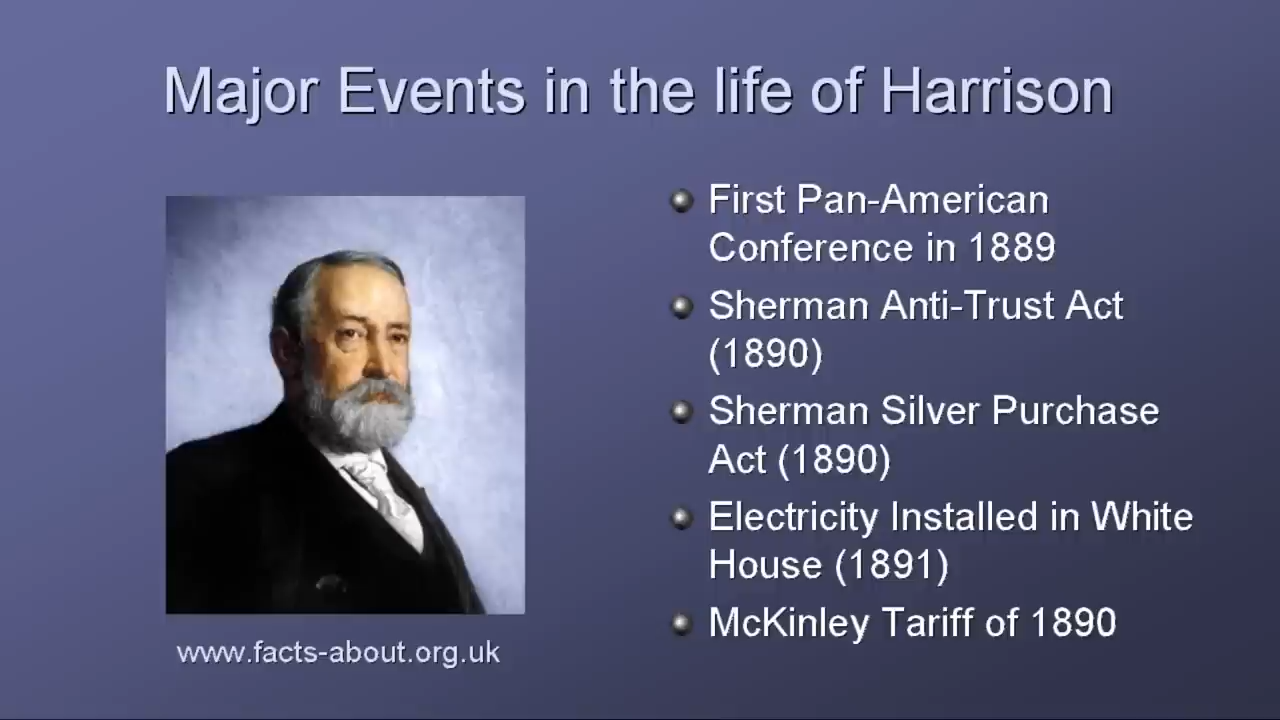 Major Events in the life of Harrison
First Pan-American
Conference in 1889
Sherman Anti-Trust Act
(1890)
Sherman Silver Purchase
Act (1890)
Electricity Installed in White
House (1891)
McKinley Tariff of 1890
www.facts-about.org.uk